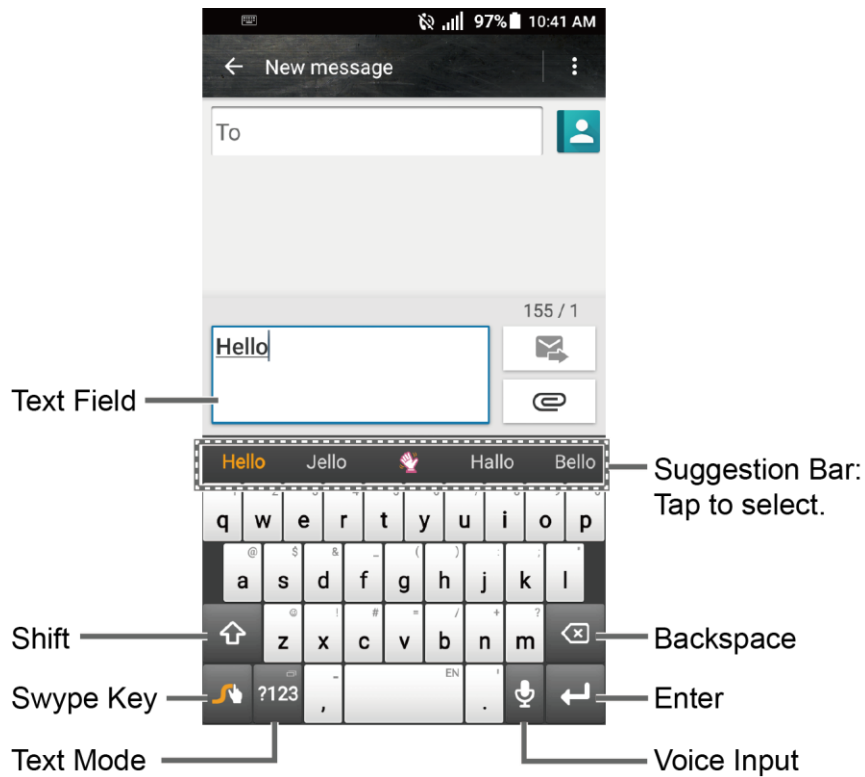 97% 10:41 AM
New message
To
155 / 1
Hello
Text Field
Hello Jello Hallo Bello
Suggestion Bar:
Tap to select.
q w e r t y u i o p
@ $ & _ ( ) : ; '
a s d f g h j k l
! # = / + ?
Shift
z x c v b n m
Backspace
Swype Key
?123 , EN .
Enter
Text Mode
Voice Input